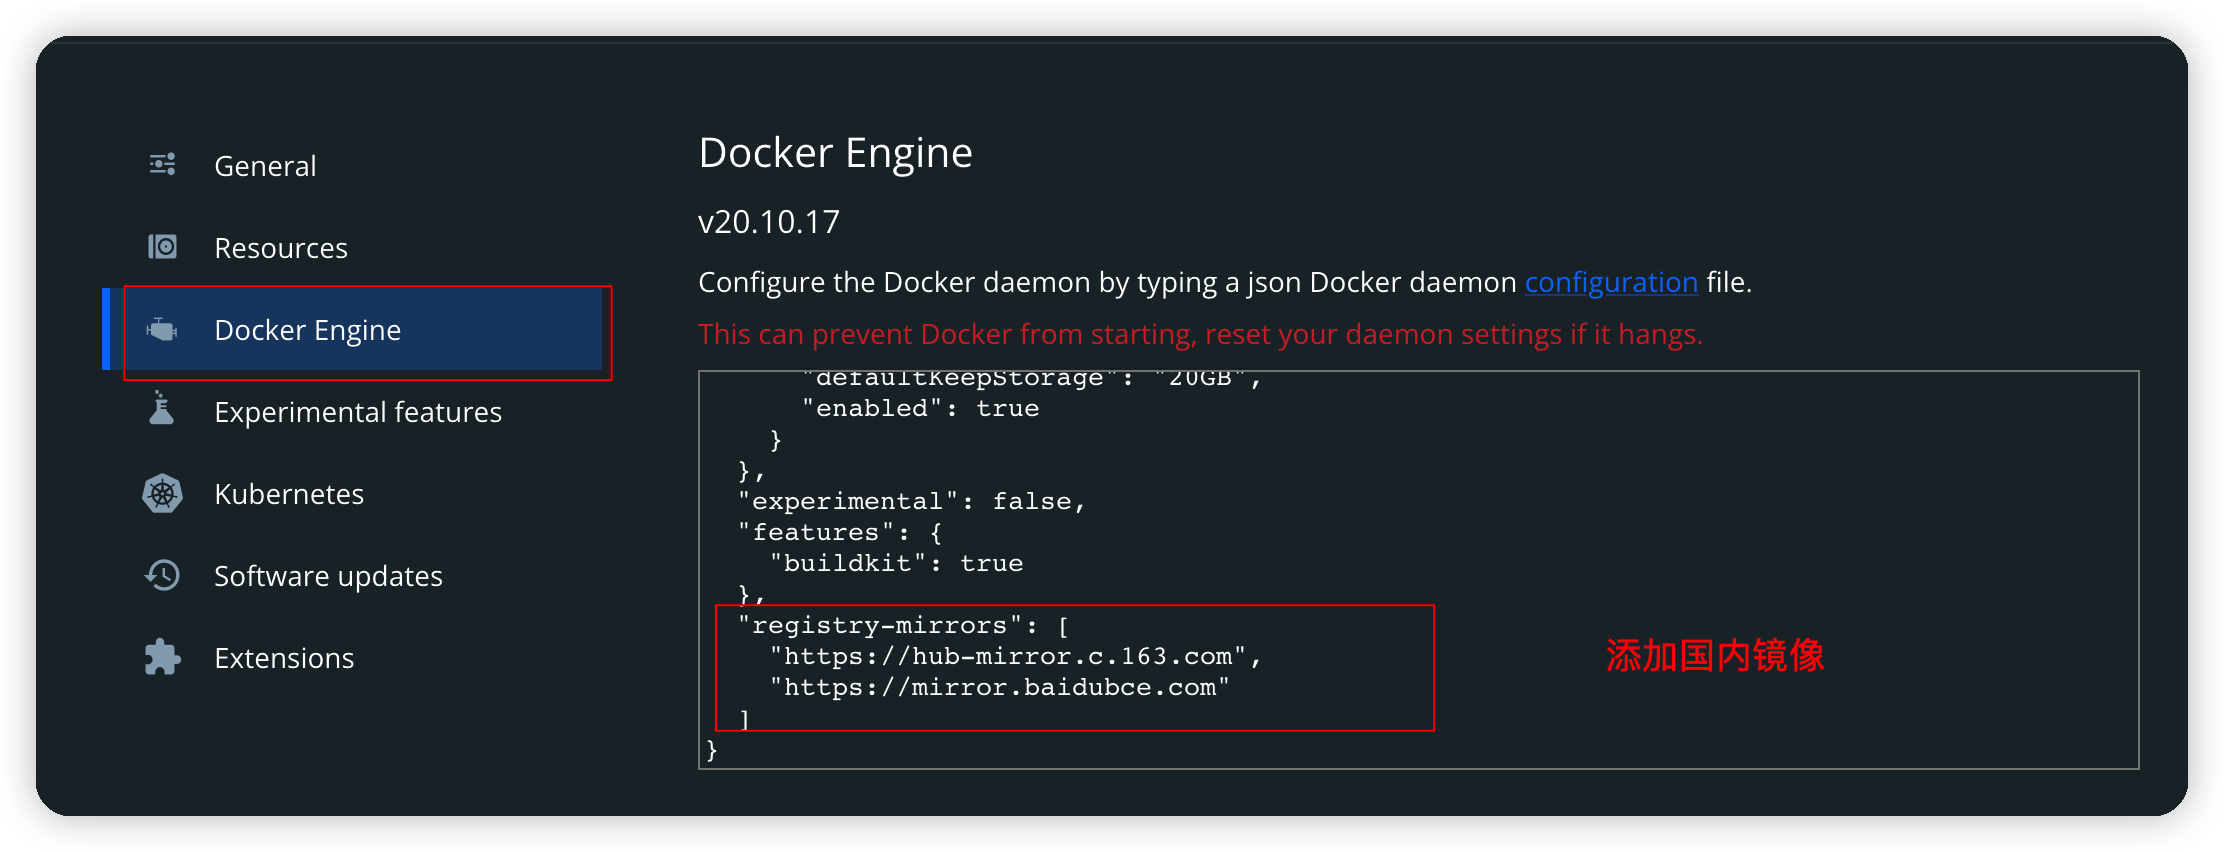 General
Resources
Docker Engine
Experimental features
Kubernetes
Software updates
Extensions
Docker Engine
v20.10.17
Configure the Docker daemon by typing a json Docker daemon configuration file.
This can prevent Docker from starting, reset your daemon settings if it hangs.
"defaultKeepStorage": "20GB",
"enabled": true
}
},
"experimental": false,
"features": {
"buildkit": true
},
"registry-mirrors": [
"https://hub-mirror.c.163.com",
"https://mirror.baidubce.com"
]
}
添加国内镜像